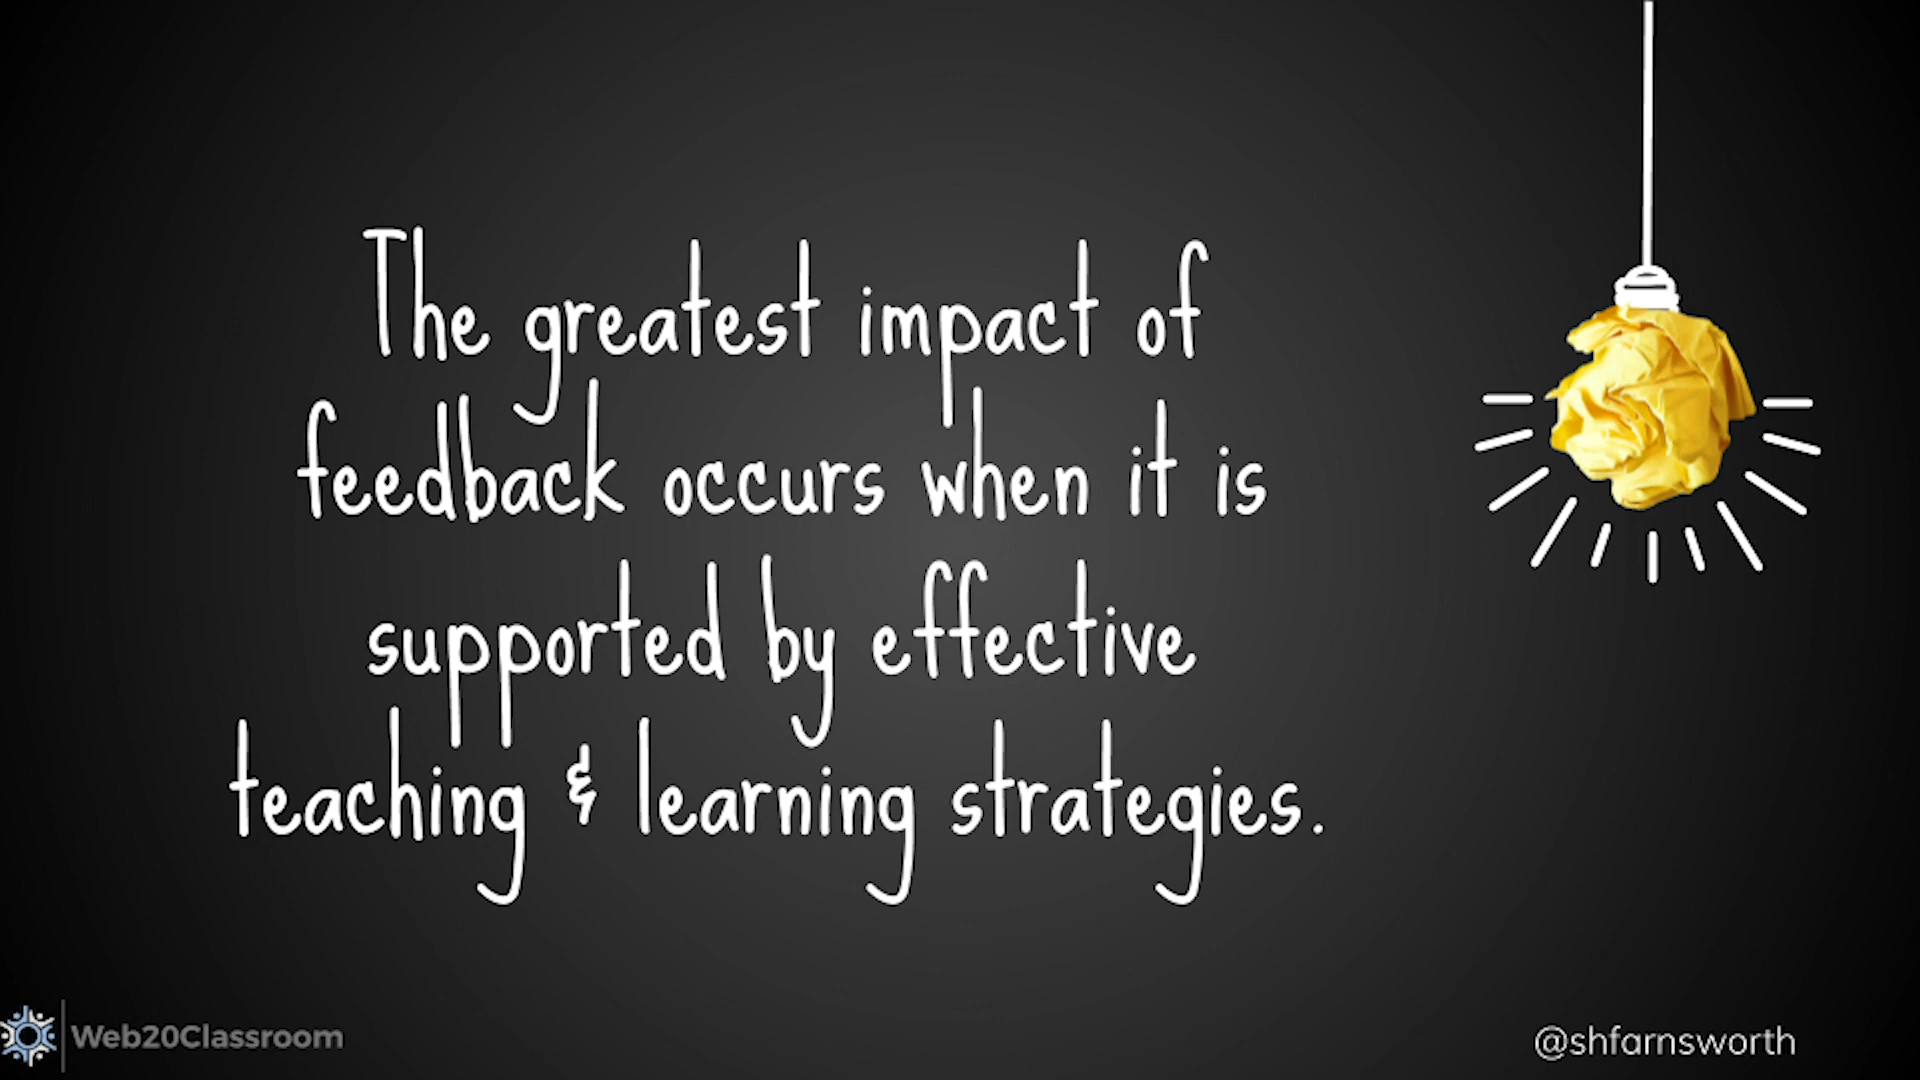 The greatest impact of
feedback occurs when it is
supported by effective
teaching & learning strategies.
Web20Classroom
@shfarnsworth